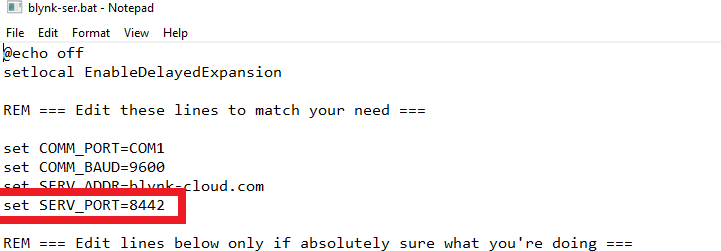 blynk-ser.bat - Notepad
File Edit Format View Help
@echo off
setlocal EnableDelayedExpansion
REM === Edit these lines to match your need ===
set COMM_PORT=COM1
set COMM_BAUD=9600
set SERV_ADDR=blynk-cloud.com
set SERV_PORT=8442
REM === Edit lines below only if absolutely sure what you're doing ===